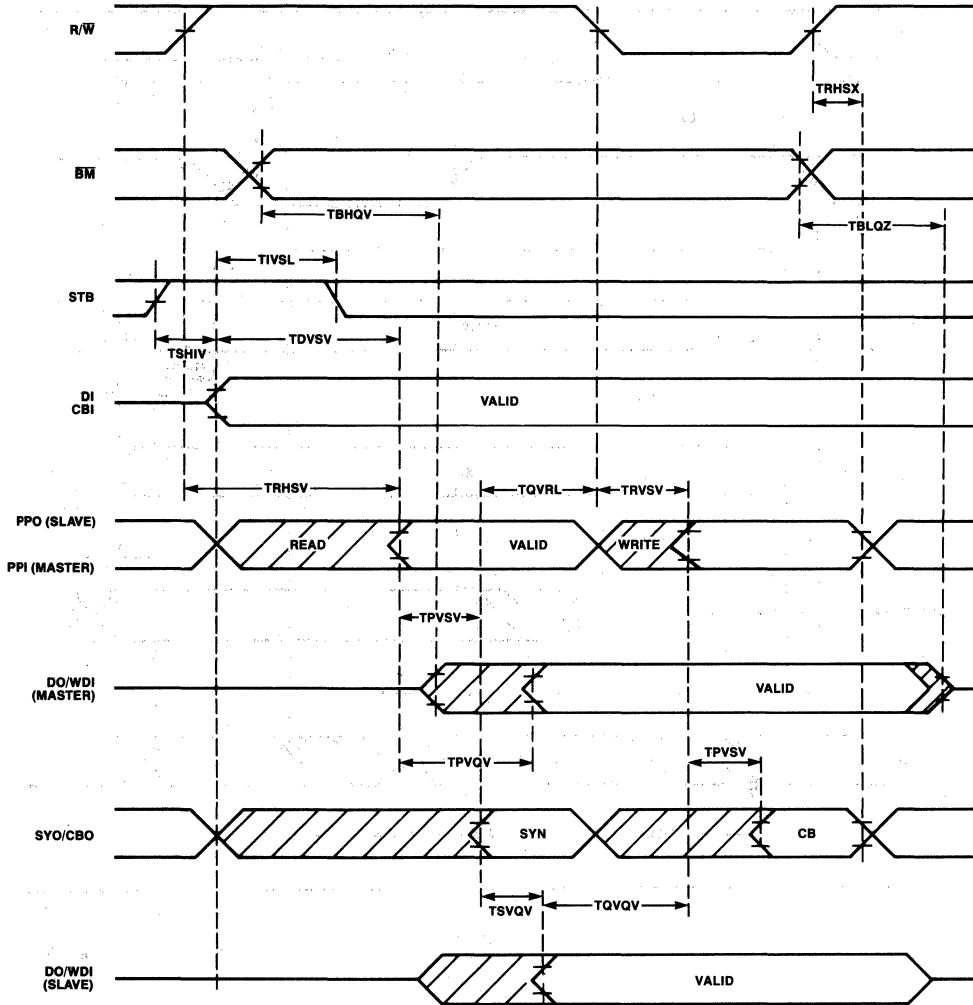 R/W̅
TRHSX
B̅M̅
TBHQV
TBLQZ
TIVSL
STB
TSHIV
TDVSV
DI
CBI
VALID
TRHSV
TQVRL
TRVSV
PPO (SLAVE)
PPI (MASTER)
READ
VALID
WRITE
TPVSV
DO/WDI
(MASTER)
VALID
TPVQV
TPVSV
SYO/CBO
SYN
CB
TSVQV
TQVQV
DO/WDI
(SLAVE)
VALID